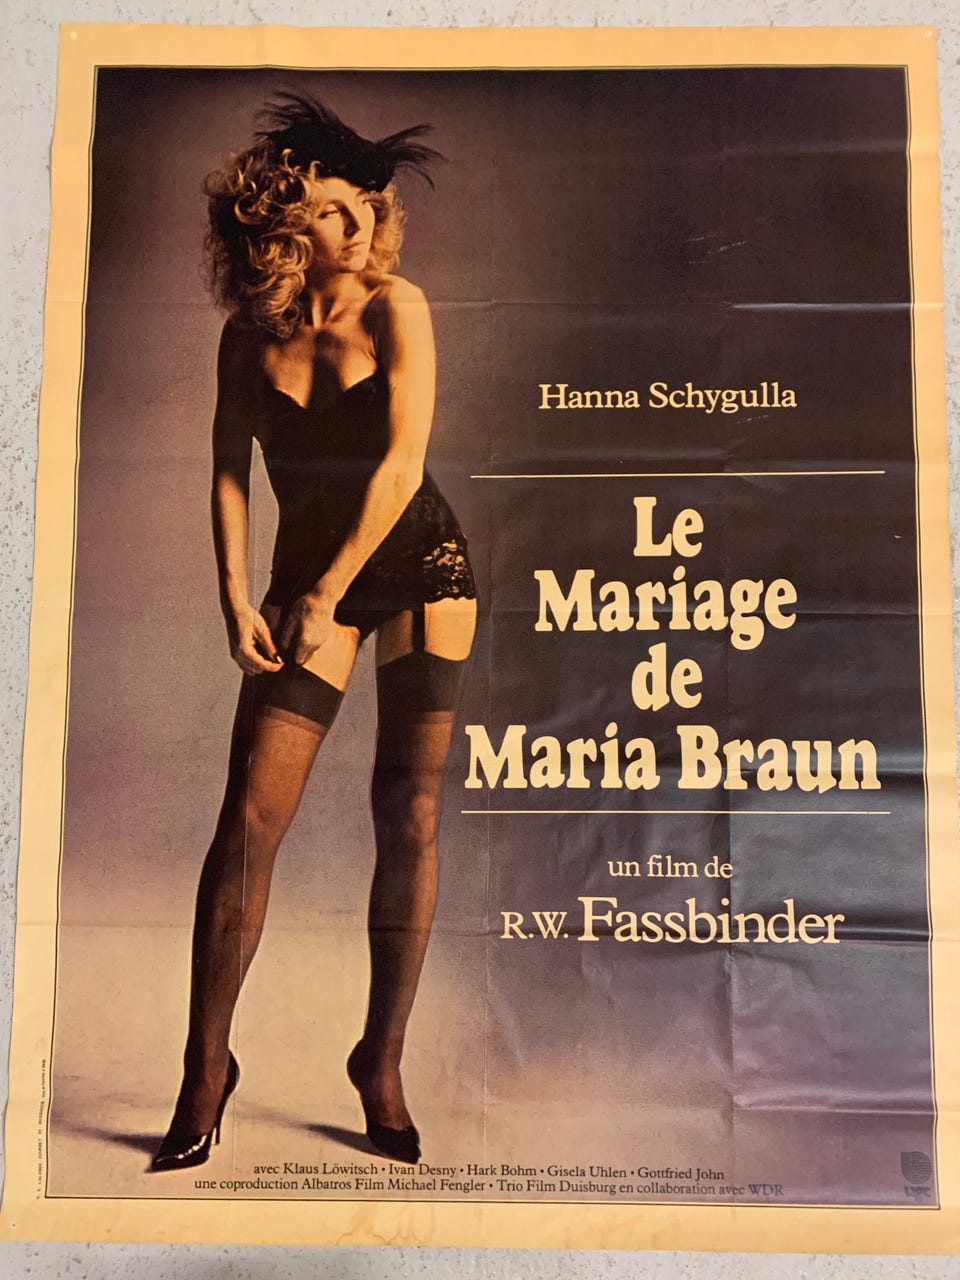 Hanna Schygulla
Le
Mariage
de
Maria Braun
un film de
R.W. Fassbinder
avec Klaus Löwitsch • Ivan Desny • Hark Bohm • Gisela Uhlen • Gottfried John
une coproduction Albatros Film Michael Fengler • Trio Film Duisburg en collaboration avec WDR
UGC